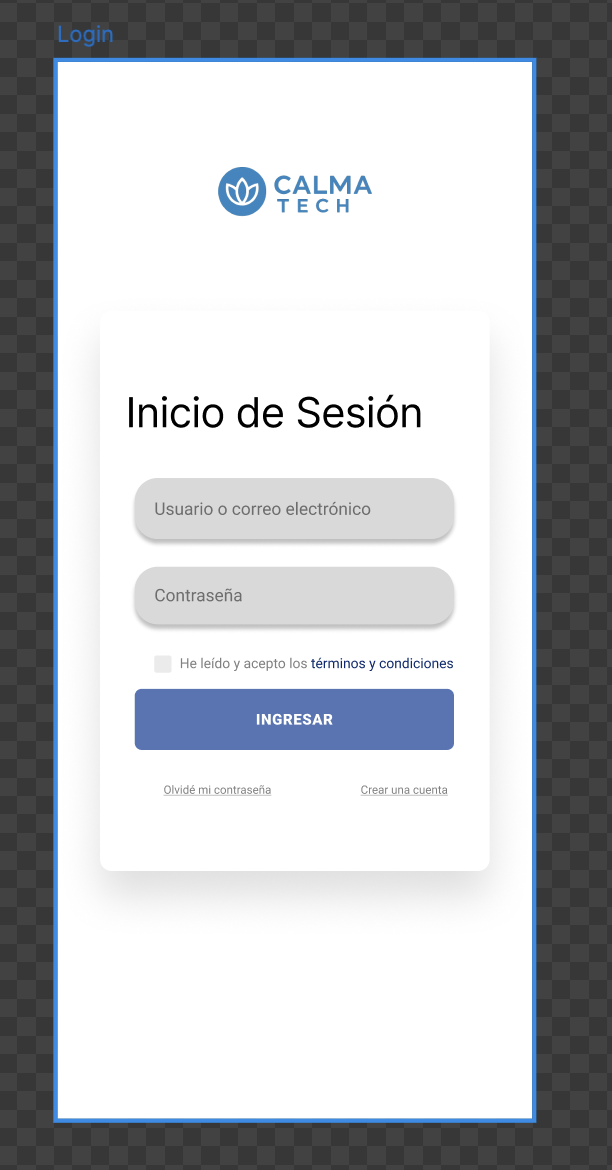 Login
CALMA
TECH
Inicio de Sesión
Usuario o correo electrónico
Contraseña
He leído y acepto los términos y condiciones
INGRESAR
Olvidé mi contraseña Crear una cuenta